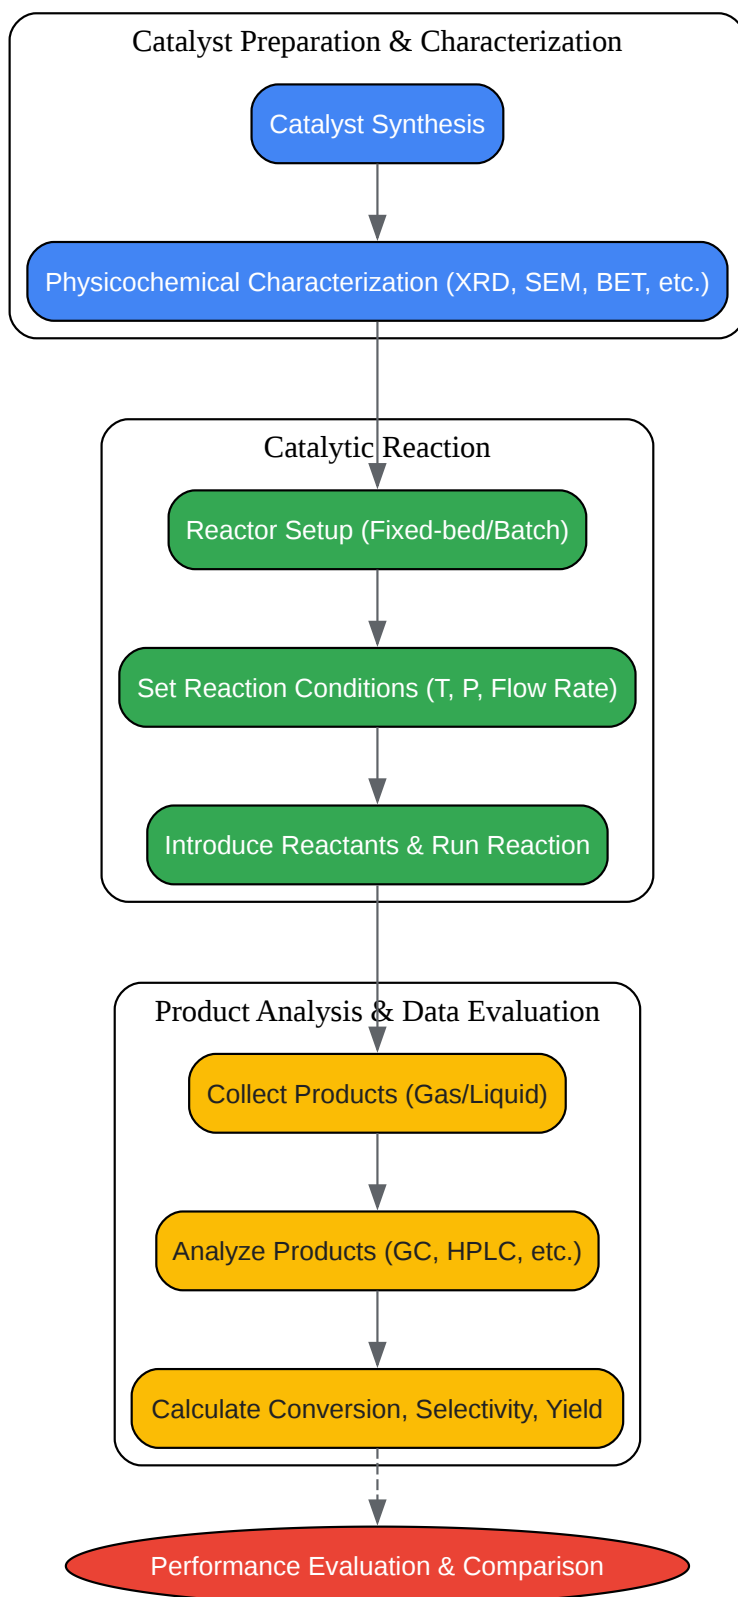 Catalyst Preparation & Characterization
Catalyst Synthesis
Physicochemical Characterization (XRD, SEM, BET, etc.)
Catalytic Reaction
Reactor Setup (Fixed-bed/Batch)
Set Reaction Conditions (T, P, Flow Rate)
Introduce Reactants & Run Reaction
Product Analysis & Data Evaluation
Collect Products (Gas/Liquid)
Analyze Products (GC, HPLC, etc.)
Calculate Conversion, Selectivity, Yield
Performance Evaluation & Comparison